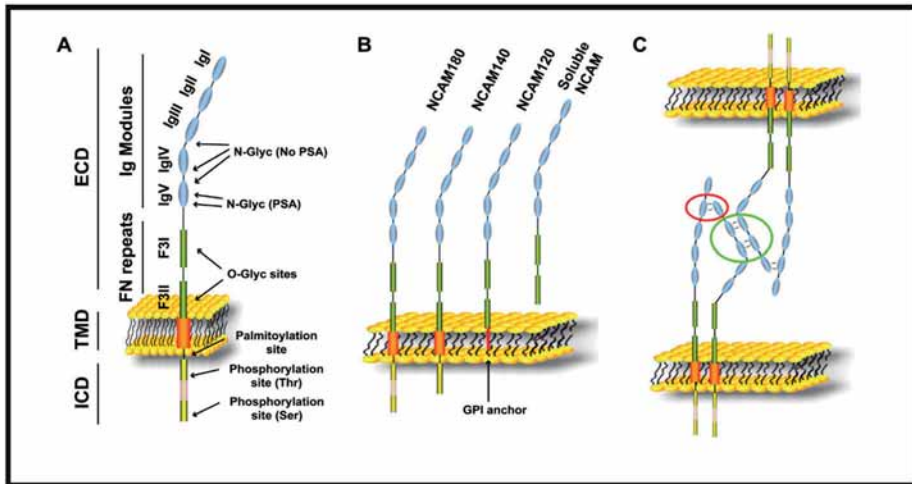 A
ECD
TMD
ICD
Ig Modules
FN repeats
IgI
IgII
IgIII
IgIV
IgV
F3I
F3II
N-Glyc (No PSA)
N-Glyc (PSA)
O-Glyc sites
Palmitoylation
site
Phosphorylation
site (Thr)
Phosphorylation
site (Ser)
B
NCAM180
NCAM140
NCAM120
Soluble
NCAM
GPI anchor
C